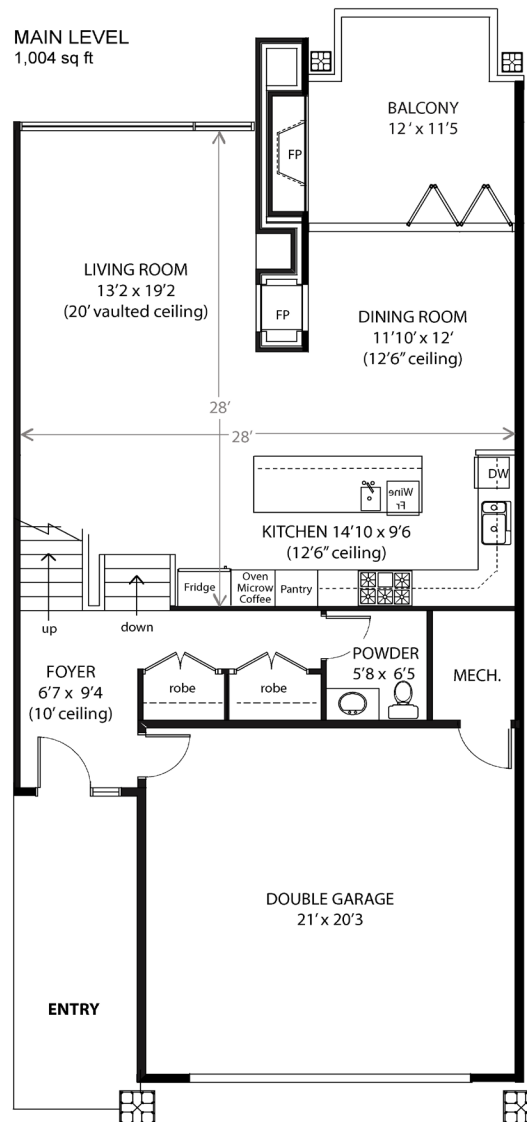 MAIN LEVEL
1,004 sq ft
BALCONY
12 ' x 11'5
FP
LIVING ROOM
13'2 x 19'2
(20' vaulted ceiling)
FP
DINING ROOM
11'10' x 12'
(12'6" ceiling)
28'
28'
DW
Wine
Fr
KITCHEN 14'10 x 9'6
(12'6" ceiling)
Fridge
Oven
Microw
Coffee
Pantry
up
down
FOYER
6'7 x 9'4
(10' ceiling)
robe
robe
POWDER
5'8 x 6'5
MECH.
DOUBLE GARAGE
21' x 20'3
ENTRY